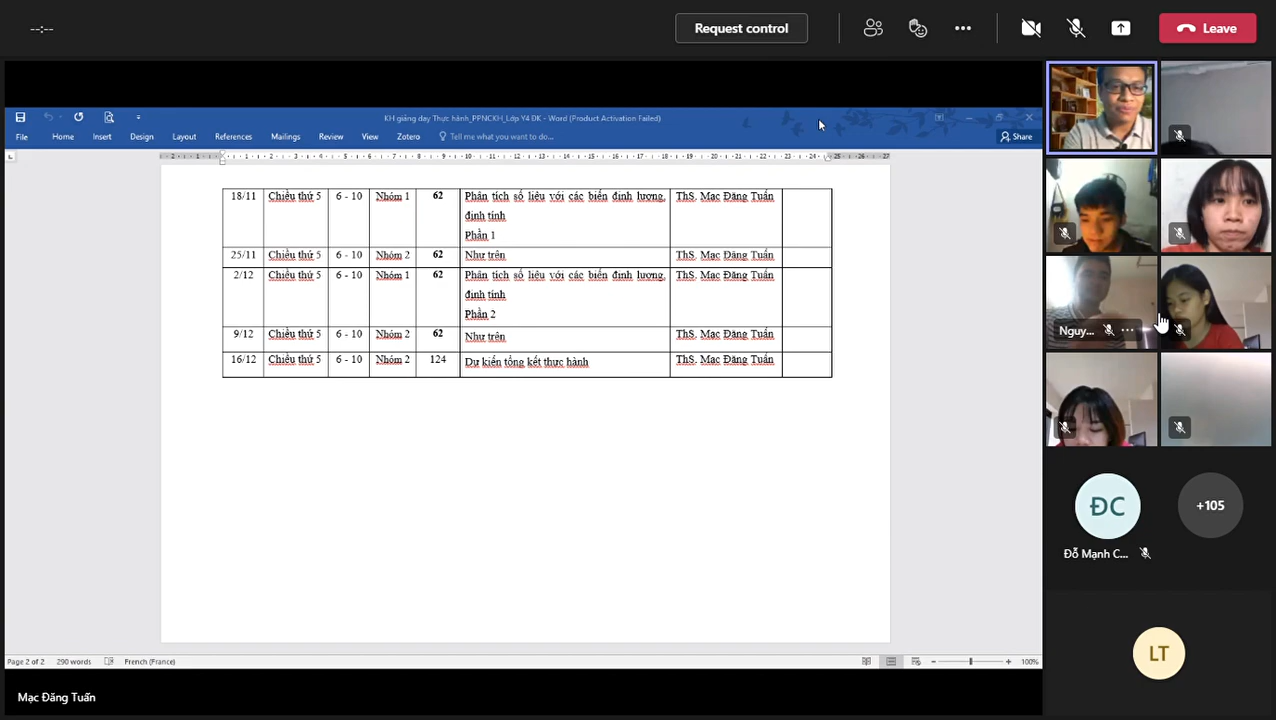 --:--
Request control
Leave
KH giảng dạy Thực hành_PPNCKH_Lớp Y4 DK - Word (Product Activation Failed)
File Home Insert Design Layout References Mailings Review View Zotero Tell me what you want to do... Share
18/11 Chiều thứ 5 6 - 10 Nhóm 1 62 Phân tích số liệu với các biến định lượng, ThS. Mạc Đăng Tuấn
định tính
Phần 1
25/11 Chiều thứ 5 6 - 10 Nhóm 2 62 Như trên ThS. Mạc Đăng Tuấn
2/12 Chiều thứ 5 6 - 10 Nhóm 1 62 Phân tích số liệu với các biến định lượng, ThS. Mạc Đăng Tuấn
định tính
Phần 2
9/12 Chiều thứ 5 6 - 10 Nhóm 2 62 Như trên ThS. Mạc Đăng Tuấn
16/12 Chiều thứ 5 6 - 10 Nhóm 2 124 Dự kiến tổng kết thực hành ThS. Mạc Đăng Tuấn
Page 2 of 2 290 words French (France) 100%
Mạc Đăng Tuấn
Nguy...
ĐC
+105
Đỗ Mạnh C...
LT